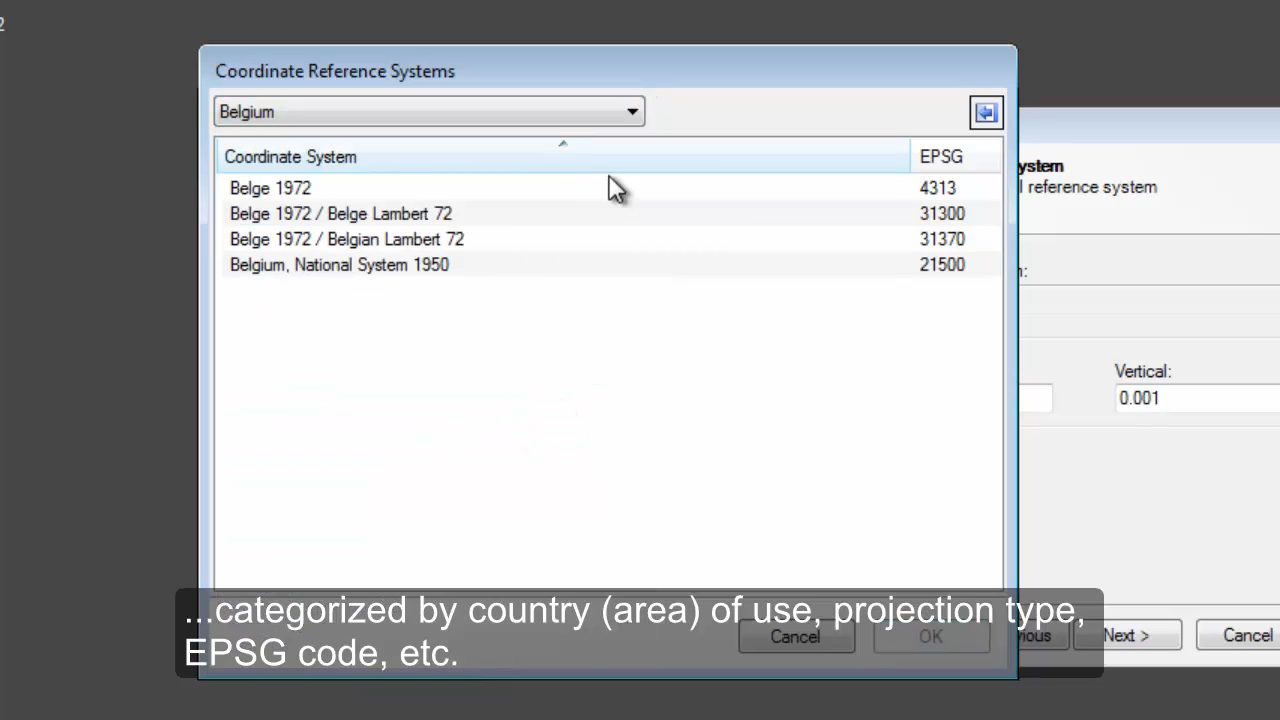 2
Coordinate Reference Systems
Belgium
Coordinate System EPSG
Belge 1972 4313
Belge 1972 / Belge Lambert 72 31300
Belge 1972 / Belgian Lambert 72 31370
Belgium, National System 1950 21500
ystem
l reference system
n:
Vertical:
0.001
...categorized by country (area) of use, projection type,
EPSG code, etc.
Cancel OK
ious Next > Cancel